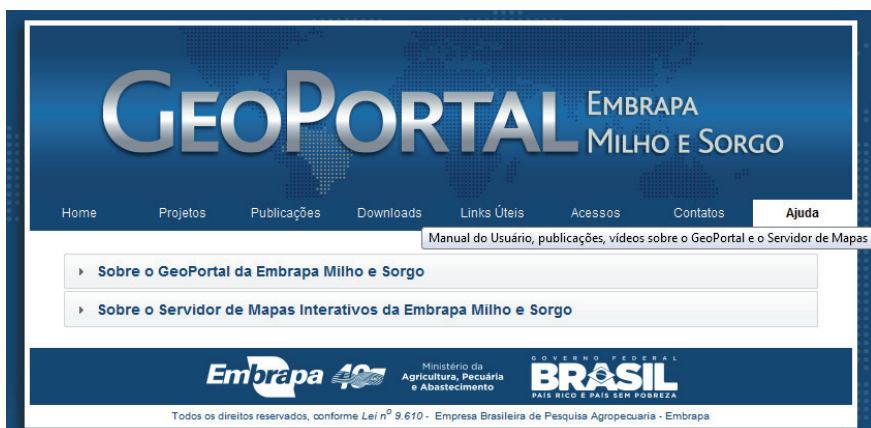 GEOPORTAL EMBRAPA
MILHO E SORGO
Home Projetos Publicações Downloads Links Úteis Acessos Contatos Ajuda
Manual do Usuário, publicações, vídeos sobre o GeoPortal e o Servidor de Mapas
Sobre o GeoPortal da Embrapa Milho e Sorgo
Sobre o Servidor de Mapas Interativos da Embrapa Milho e Sorgo
Embrapa 40anos
Ministério da
Agricultura, Pecuária
e Abastecimento
GOVERNO FEDERAL
BRASIL
PAÍS RICO É PAÍS SEM POBREZA
Todos os direitos reservados, conforme Lei nº 9.610 - Empresa Brasileira de Pesquisa Agropecuaria - Embrapa